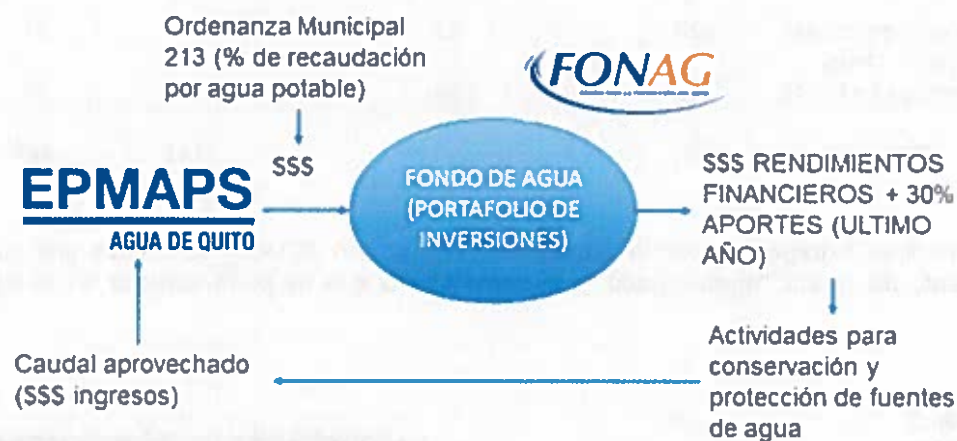 Ordenanza Municipal
213 (% de recaudación
por agua potable)
FONAG
$$$
EPMAPS
AGUA DE QUITO
FONDO DE AGUA
(PORTAFOLIO DE
INVERSIONES)
$$$ RENDIMIENTOS
FINANCIEROS + 30%
APORTES (ULTIMO
AÑO)
Caudal aprovechado
($$$ ingresos)
Actividades para
conservación y
protección de fuentes
de agua